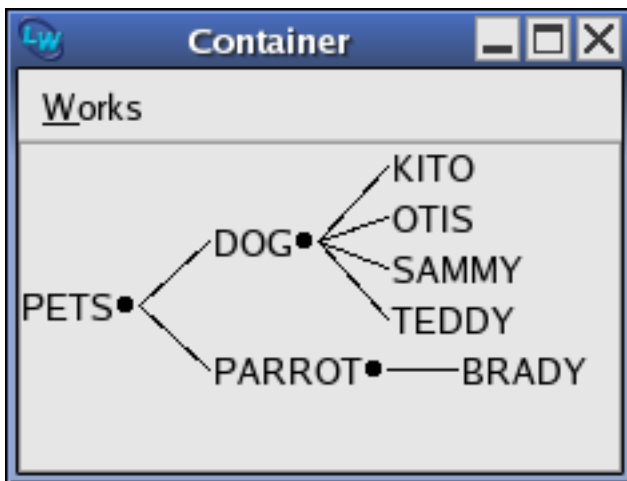 LW Container
Works
KITO
OTIS
DOG
SAMMY
PETS
TEDDY
PARROT BRADY